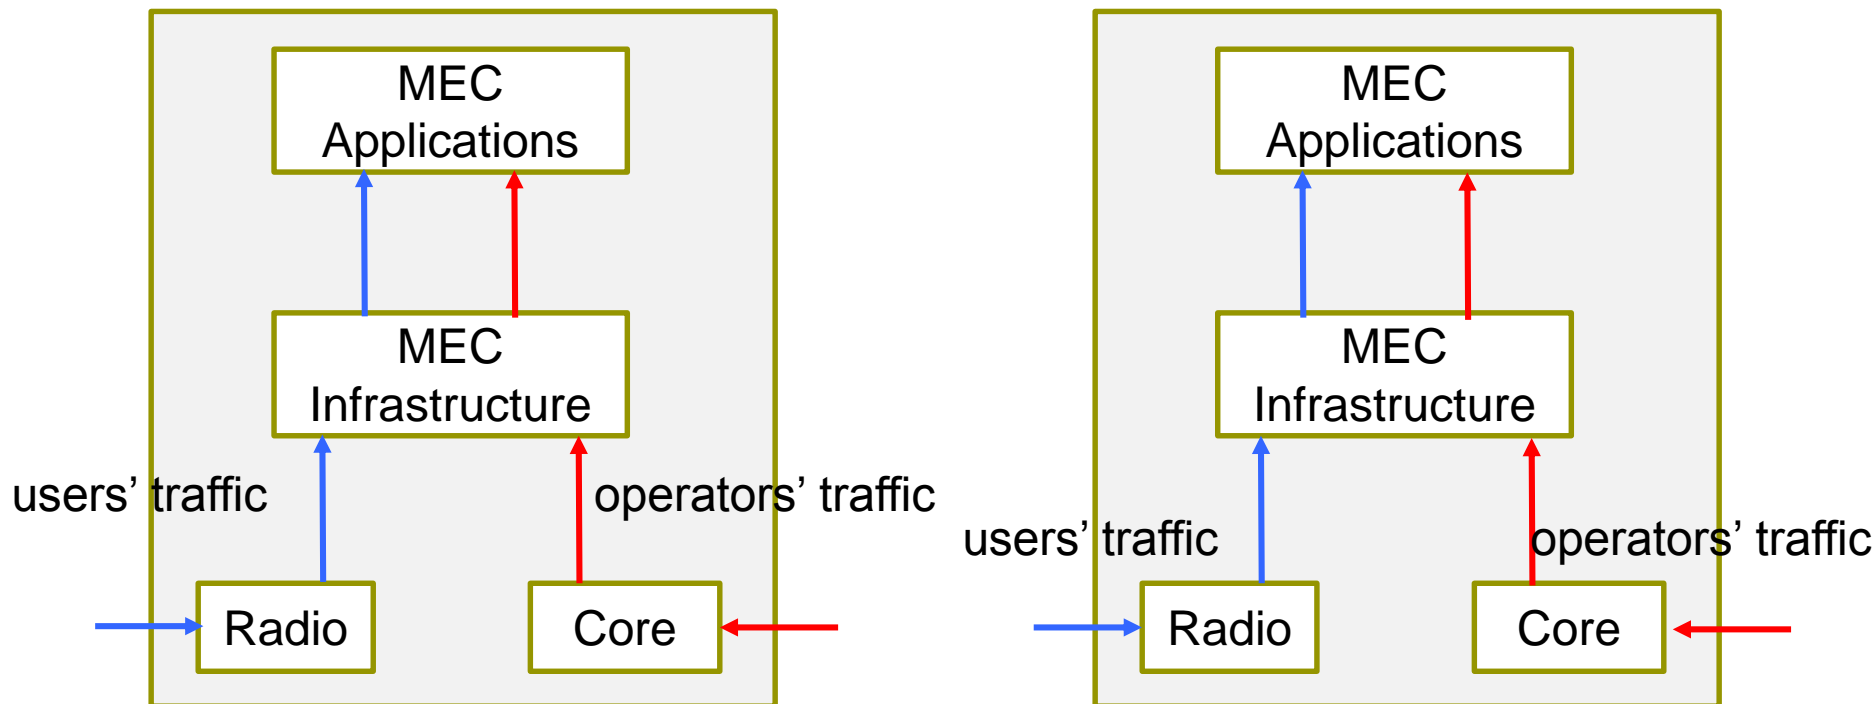 MEC
Applications
MEC
Infrastructure
users’ traffic
operators’ traffic
Radio
Core
MEC
Applications
MEC
Infrastructure
users’ traffic
operators’ traffic
Radio
Core